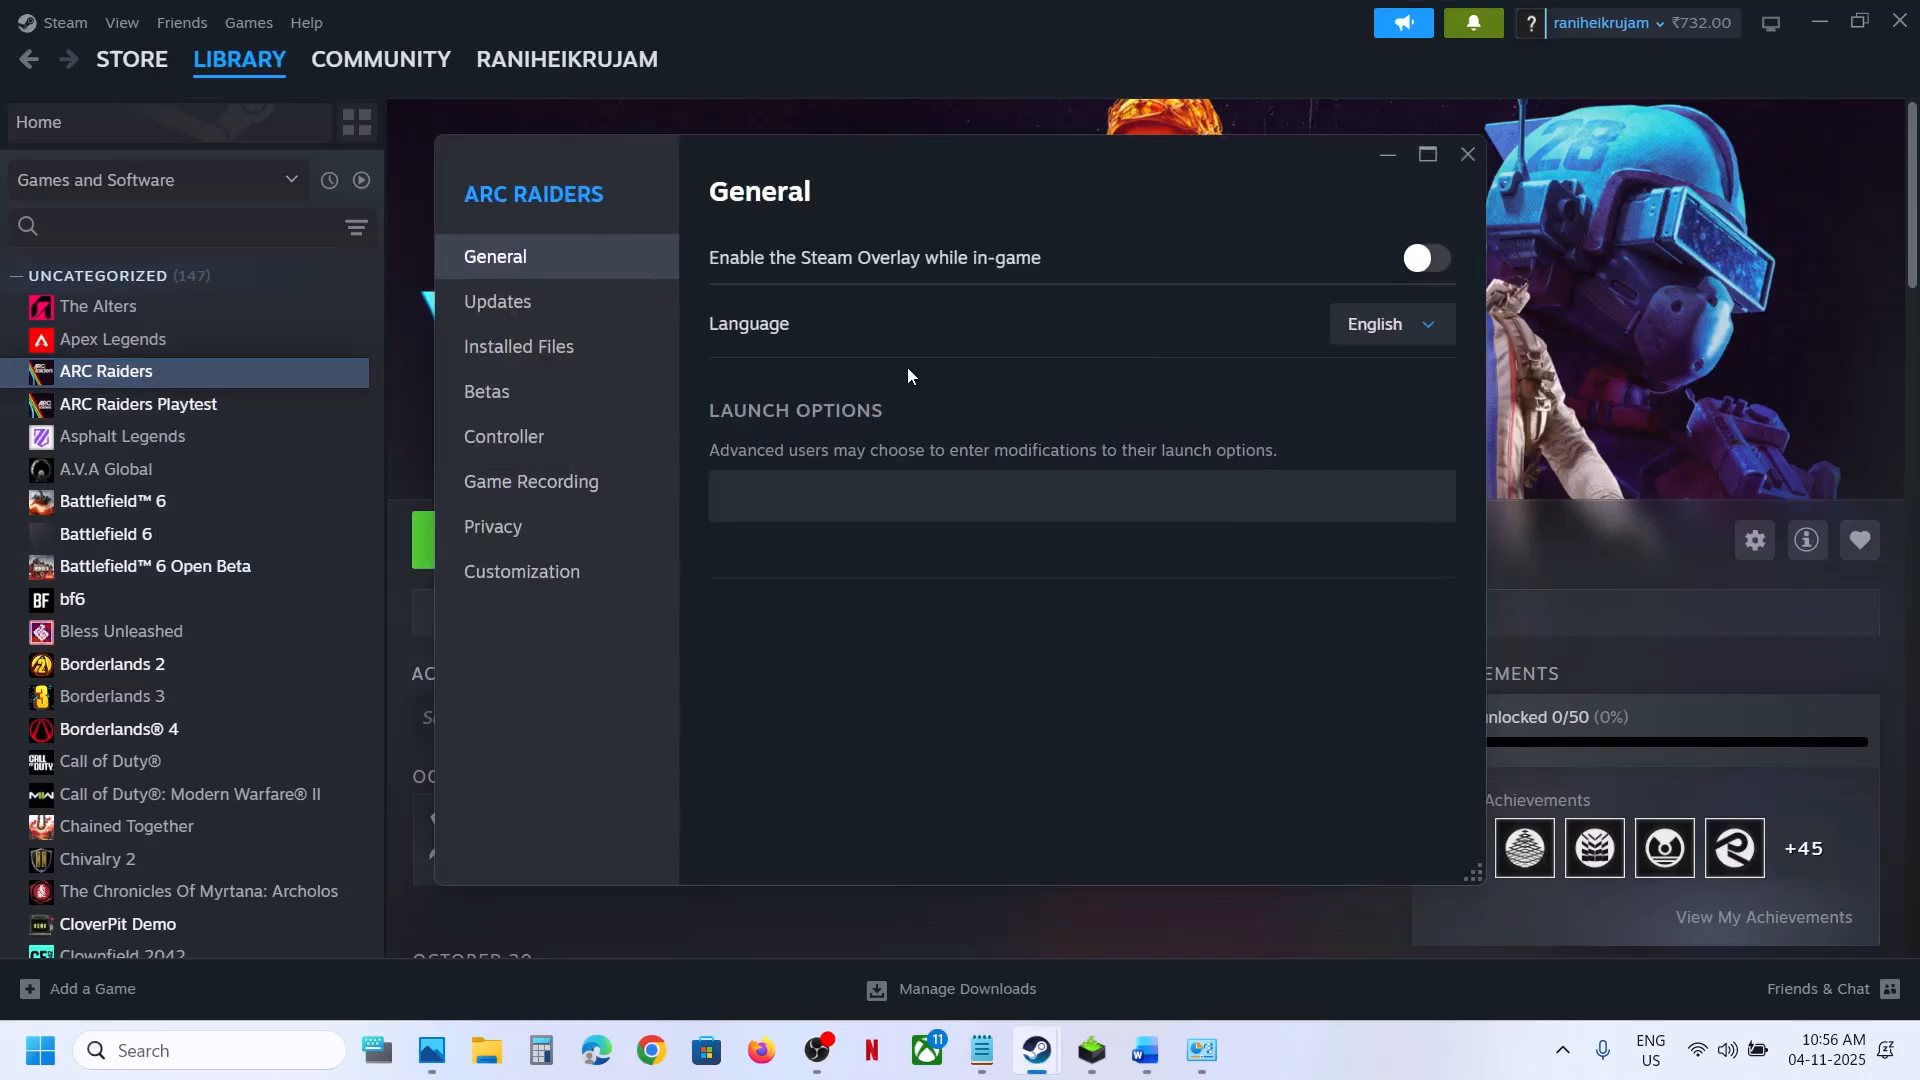 Steam View Friends Games Help
? raniheikrujam ₹732.00
STORE LIBRARY COMMUNITY RANIHEIKRUJAM
Home
Games and Software
UNCATEGORIZED (147)
The Alters
Apex Legends
ARC Raiders
ARC Raiders Playtest
Asphalt Legends
A.V.A Global
Battlefield™ 6
Battlefield 6
Battlefield™ 6 Open Beta
bf6
Bless Unleashed
Borderlands 2
Borderlands 3
Borderlands® 4
Call of Duty®
Call of Duty®: Modern Warfare® II
Chained Together
Chivalry 2
The Chronicles Of Myrtana: Archolos
CloverPit Demo
Clownfield 2042
ARC RAIDERS
General
Updates
Installed Files
Betas
Controller
Game Recording
Privacy
Customization
General
Enable the Steam Overlay while in-game
Language English
LAUNCH OPTIONS
Advanced users may choose to enter modifications to their launch options.
28
AC
OC
OCTOBER 30
EMENTS
nlocked 0/50 (0%)
Achievements
+45
View My Achievements
Add a Game
Manage Downloads
Friends & Chat
Search
11
ENG
US
10:56 AM
04-11-2025